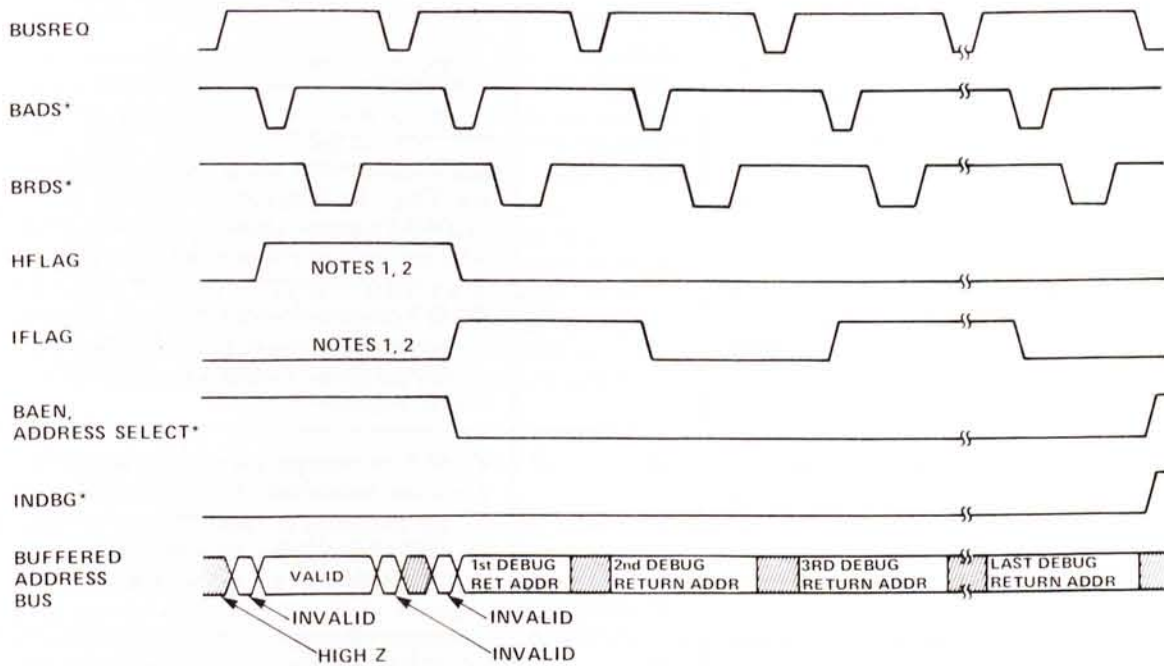 BUSREQ
BADS*
BRDS*
HFLAG
NOTES 1, 2
IFLAG
NOTES 1, 2
BAEN,
ADDRESS SELECT*
INDBG*
BUFFERED
ADDRESS
BUS
VALID
1st DEBUG
RET ADDR
2nd DEBUG
RETURN ADDR
3RD DEBUG
RETURN ADDR
LAST DEBUG
RETURN ADDR
INVALID
INVALID
HIGH Z
INVALID